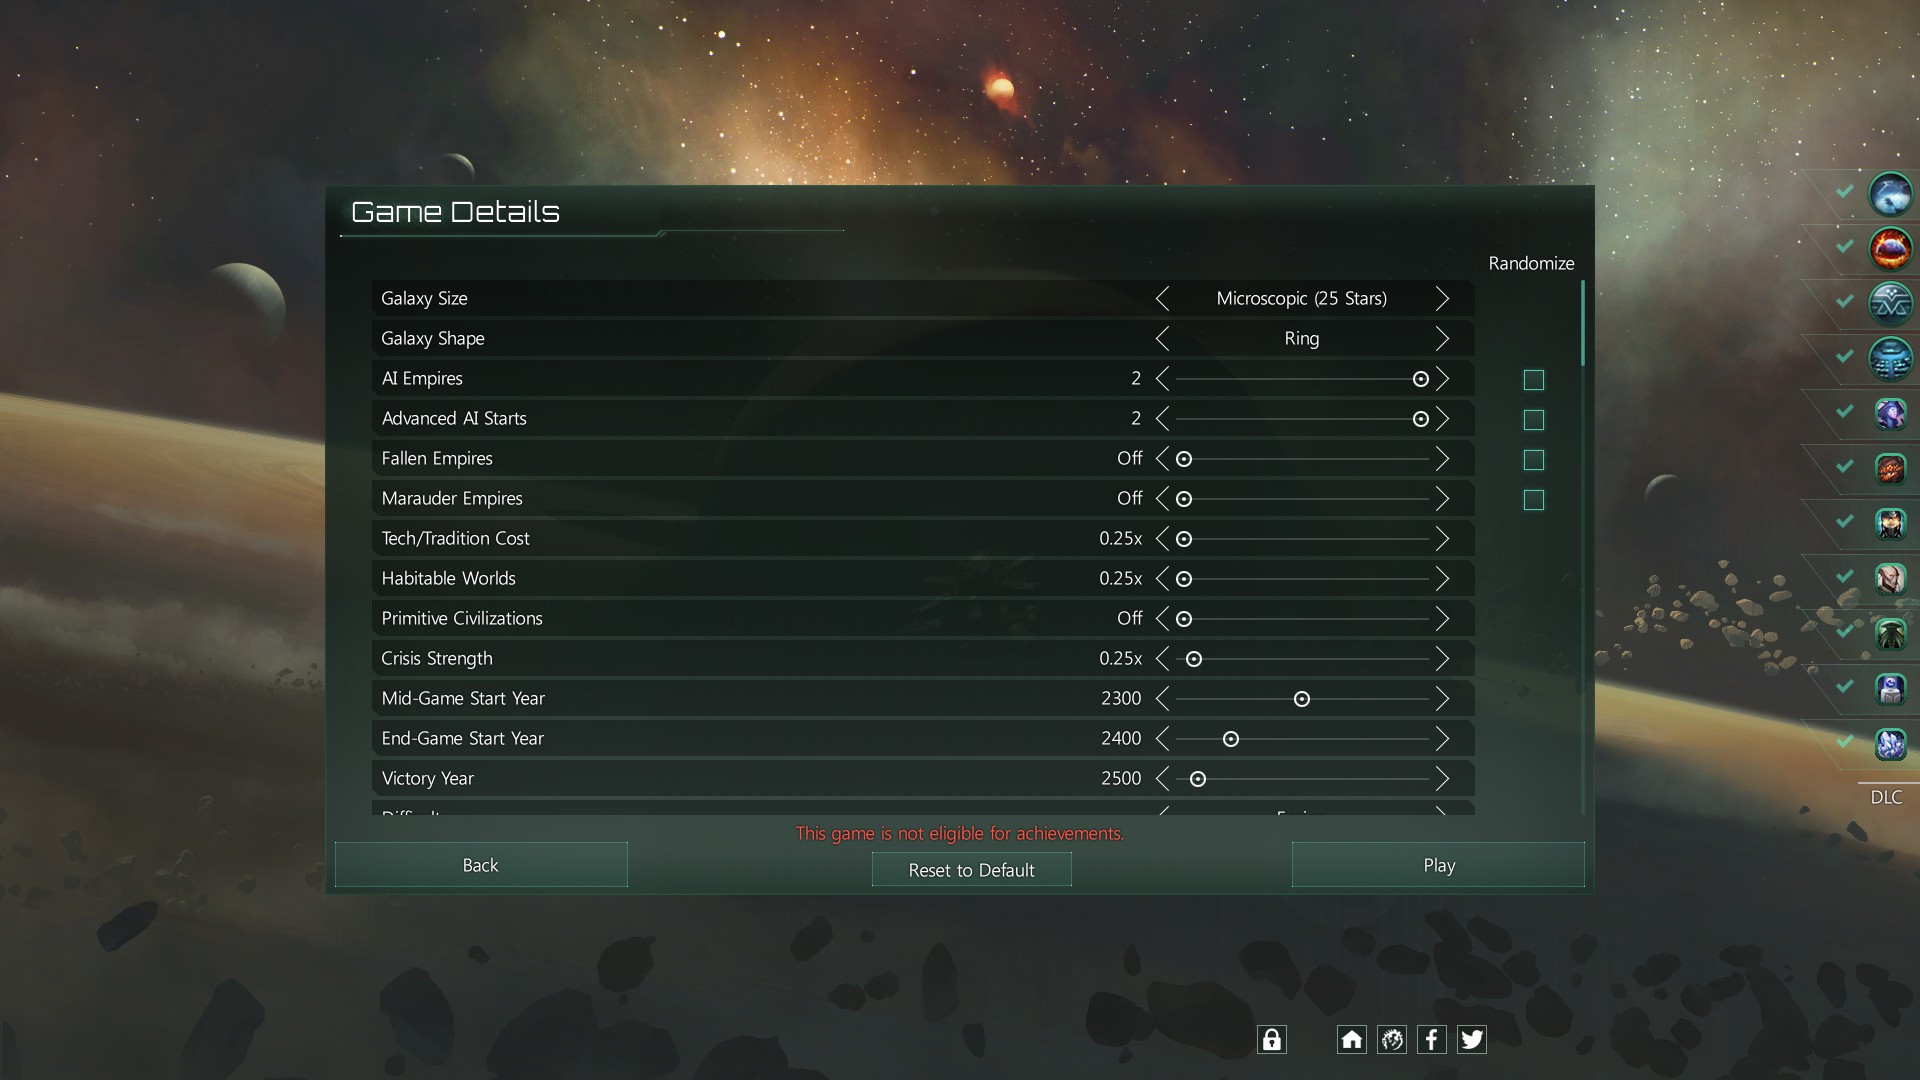 Game Details
Randomize
Galaxy Size Microscopic (25 Stars)
Galaxy Shape Ring
AI Empires 2
Advanced AI Starts 2
Fallen Empires Off
Marauder Empires Off
Tech/Tradition Cost 0.25x
Habitable Worlds 0.25x
Primitive Civilizations Off
Crisis Strength 0.25x
Mid-Game Start Year 2300
End-Game Start Year 2400
Victory Year 2500
DLC
This game is not eligible for achievements.
Back
Reset to Default
Play